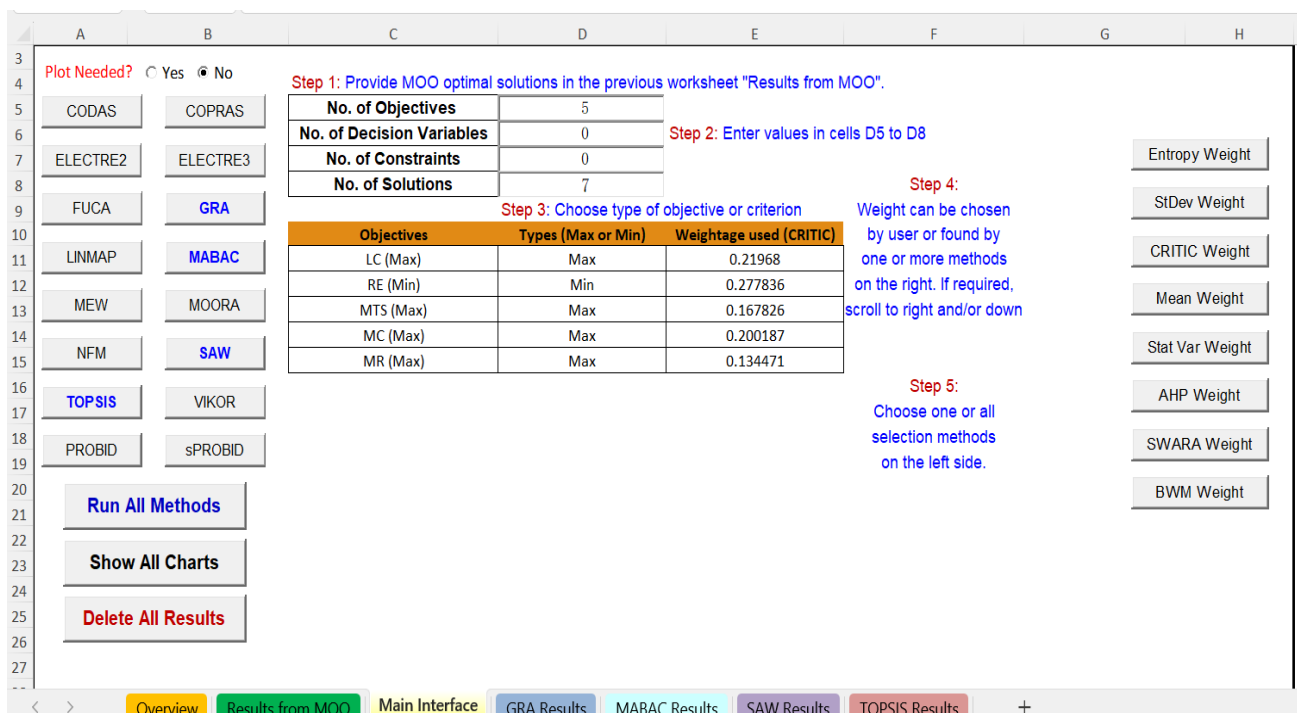 A B C D E F G H
3
4
5
6
7
8
9
10
11
12
13
14
15
16
17
18
19
20
21
22
23
24
25
26
27
Plot Needed? Yes No
CODAS COPRAS
ELECTRE2 ELECTRE3
FUCA GRA
LINMAP MABAC
MEW MOORA
NFM SAW
TOPSIS VIKOR
PROBID sPROBID
Run All Methods
Show All Charts
Delete All Results
Step 1: Provide MOO optimal solutions in the previous worksheet "Results from MOO".
No. of Objectives 5
No. of Decision Variables 0
No. of Constraints 0
No. of Solutions 7
Step 2: Enter values in cells D5 to D8
Step 3: Choose type of objective or criterion
Objectives Types (Max or Min) Weightage used (CRITIC)
LC (Max) Max 0.21968
RE (Min) Min 0.277836
MTS (Max) Max 0.167826
MC (Max) Max 0.200187
MR (Max) Max 0.134471
Step 4:
Weight can be chosen
by user or found by
one or more methods
on the right. If required,
scroll to right and/or down
Step 5:
Choose one or all
selection methods
on the left side.
Entropy Weight
StDev Weight
CRITIC Weight
Mean Weight
Stat Var Weight
AHP Weight
SWARA Weight
BWM Weight
Overview Results from MOO Main Interface GRA Results MABAC Results SAW Results TOPSIS Results +